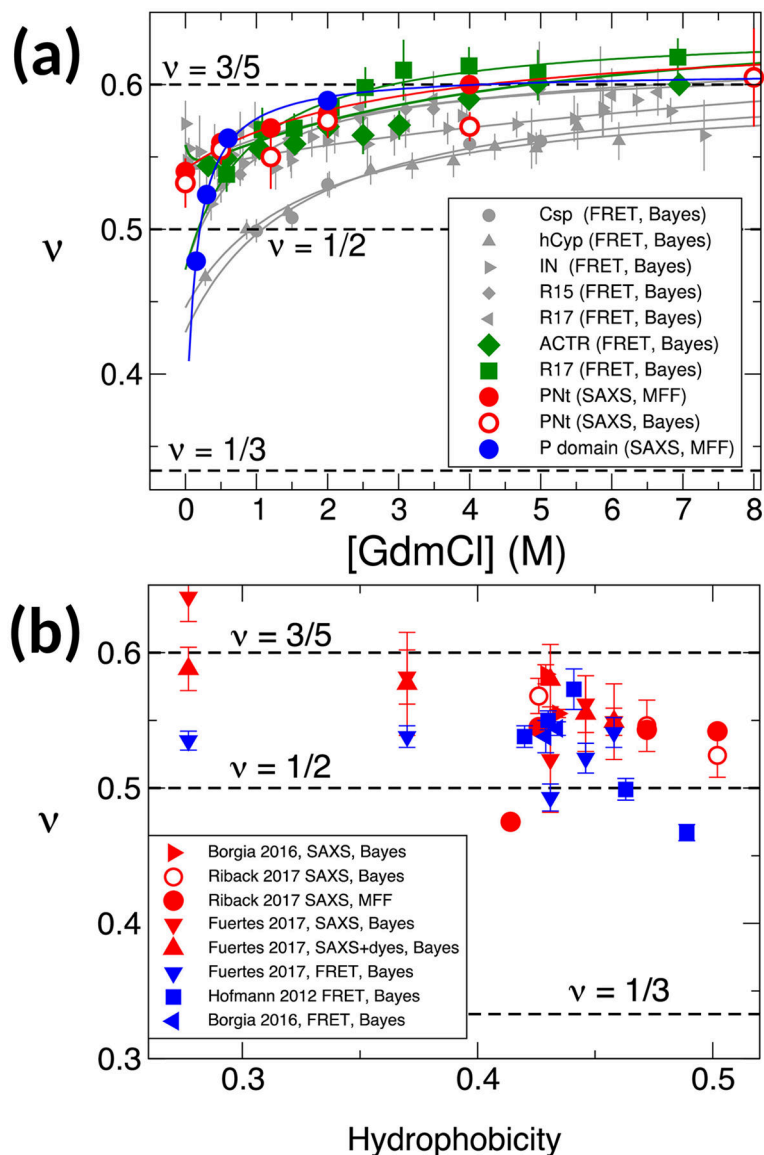 (a)
ν = 3/5
ν = 1/2
ν = 1/3
ν
0.6
0.5
0.4
0 1 2 3 4 5 6 7 8
[GdmCl] (M)
Csp (FRET, Bayes)
hCyp (FRET, Bayes)
IN (FRET, Bayes)
R15 (FRET, Bayes)
R17 (FRET, Bayes)
ACTR (FRET, Bayes)
R17 (FRET, Bayes)
PNt (SAXS, MFF)
PNt (SAXS, Bayes)
P domain (SAXS, MFF)
(b)
ν = 3/5
ν = 1/2
ν = 1/3
ν
0.6
0.5
0.4
0.3
0.3 0.4 0.5
Hydrophobicity
Borgia 2016, SAXS, Bayes
Riback 2017 SAXS, Bayes
Riback 2017 SAXS, MFF
Fuertes 2017, SAXS, Bayes
Fuertes 2017, SAXS+dyes, Bayes
Fuertes 2017, FRET, Bayes
Hofmann 2012 FRET, Bayes
Borgia 2016, FRET, Bayes